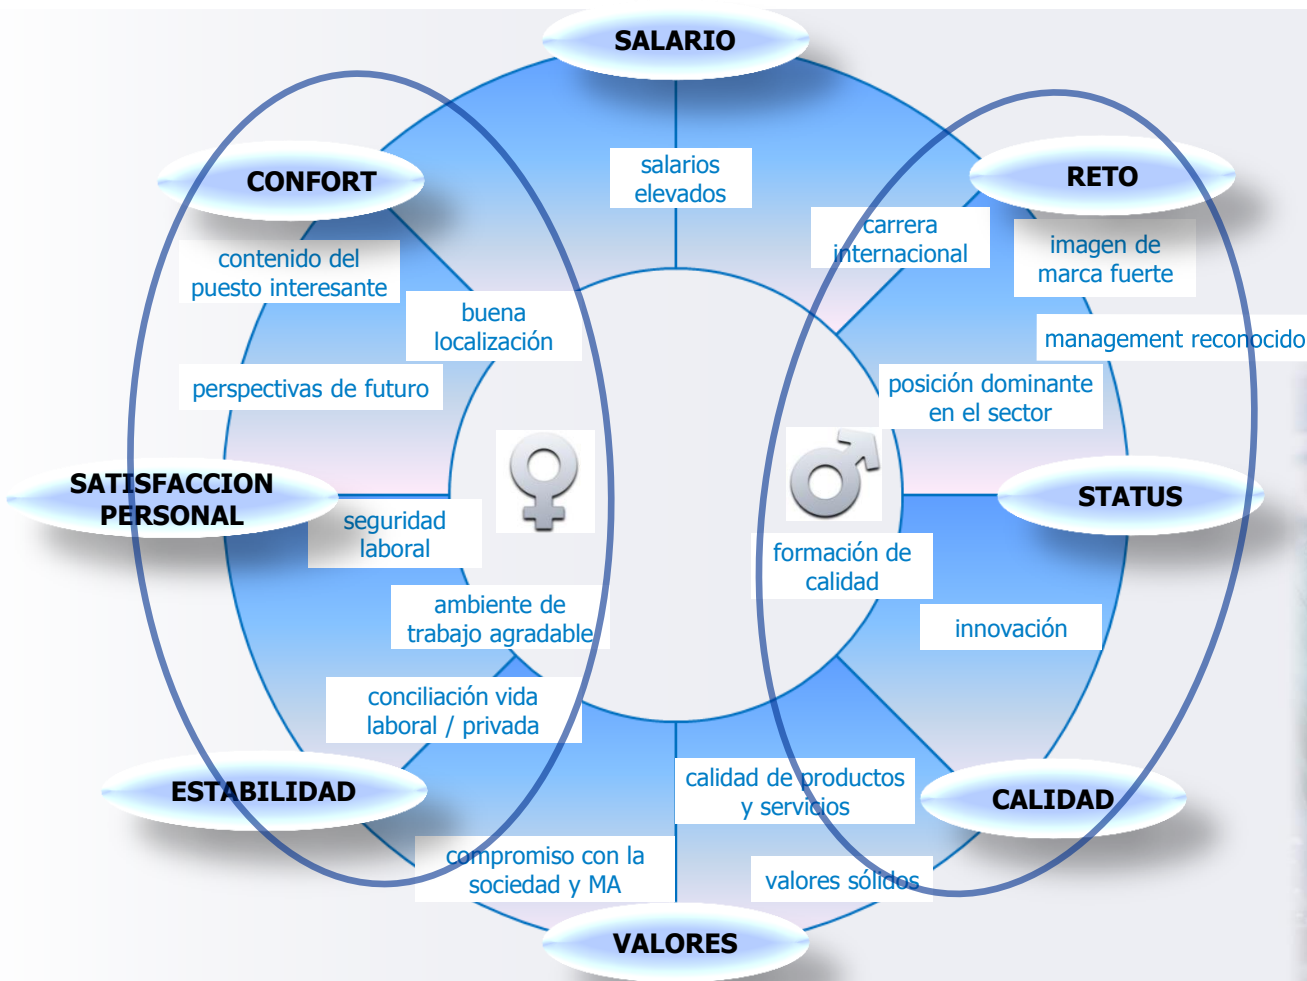 SALARIO
CONFORT
RETO
salarios
elevados
carrera
internacional
imagen de
marca fuerte
contenido del
puesto interesante
buena
localización
management reconocido
perspectivas de futuro
posición dominante
en el sector
SATISFACCION
PERSONAL
STATUS
seguridad
laboral
formación de
calidad
ambiente de
trabajo agradable
innovación
conciliación vida
laboral / privada
ESTABILIDAD
calidad de productos
y servicios
CALIDAD
compromiso con la
sociedad y MA
valores sólidos
VALORES